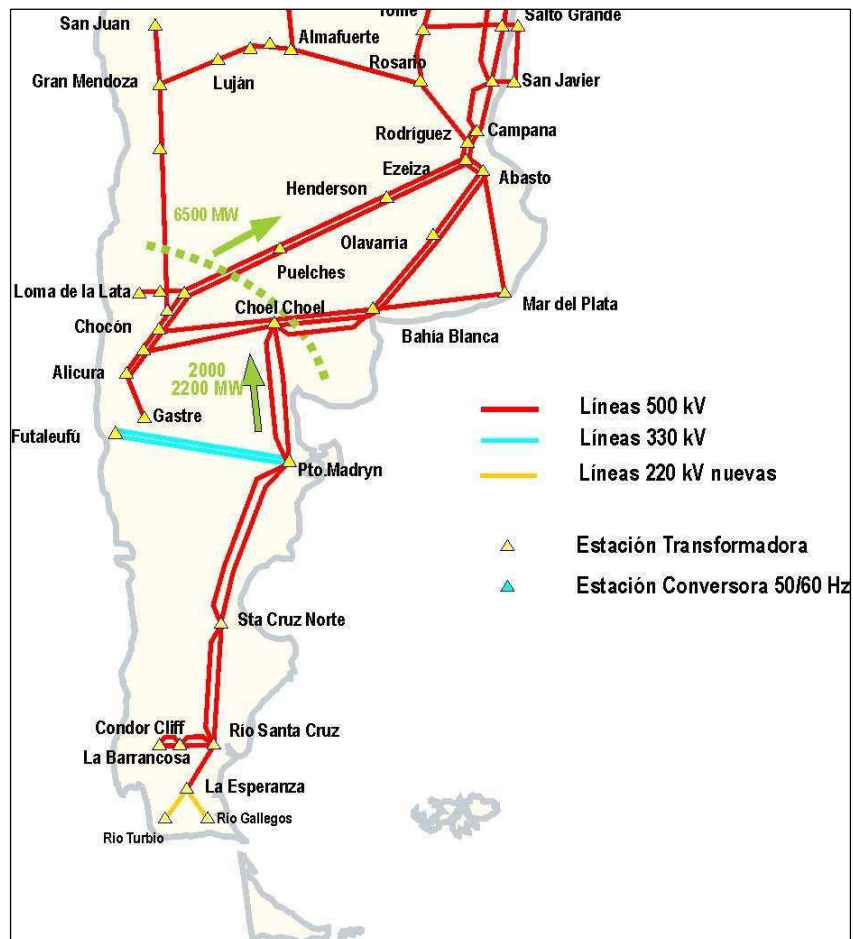 Tome
Salto Grande
San Juan
Almafuerte
Gran Mendoza
Luján
Rosario
San Javier
Rodríguez
Campana
Ezeiza
Abasto
Henderson
6500 MW
Olavarría
Puelches
Loma de la Lata
Choel Choel
Mar del Plata
Chocón
Bahía Blanca
Alicura
2000
2200 MW
Gastre
Futaleufú
Pto.Madryn
Líneas 500 kV
Líneas 330 kV
Líneas 220 kV nuevas
Estación Transformadora
Estación Conversora 50/60 Hz
Sta Cruz Norte
Condor Cliff
Río Santa Cruz
La Barrancosa
La Esperanza
Rio Gallegos
Rio Turbio